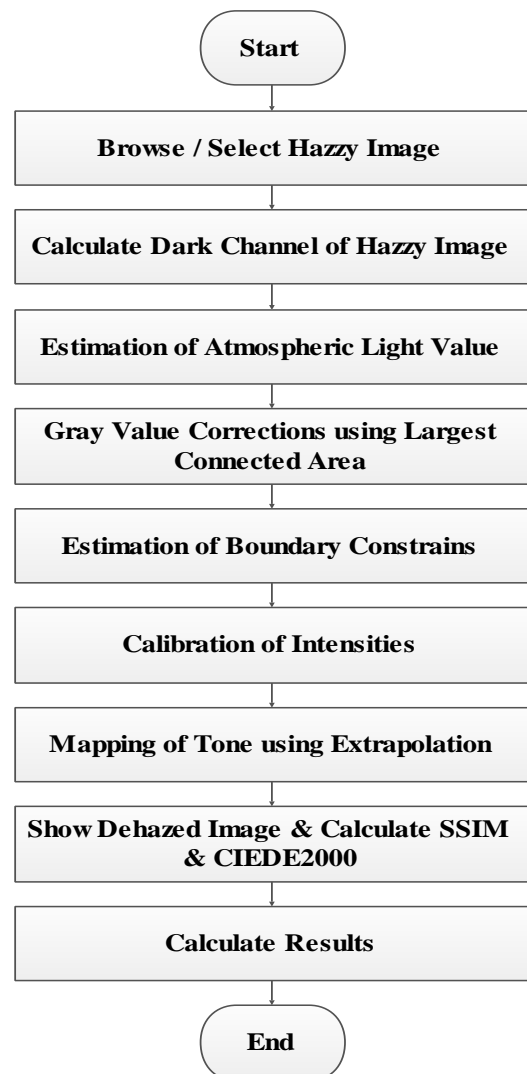 Start
Browse / Select Hazzy Image
Calculate Dark Channel of Hazzy Image
Estimation of Atmospheric Light Value
Gray Value Corrections using Largest
Connected Area
Estimation of Boundary Constrains
Calibration of Intensities
Mapping of Tone using Extrapolation
Show Dehazed Image & Calculate SSIM
& CIEDE2000
Calculate Results
End